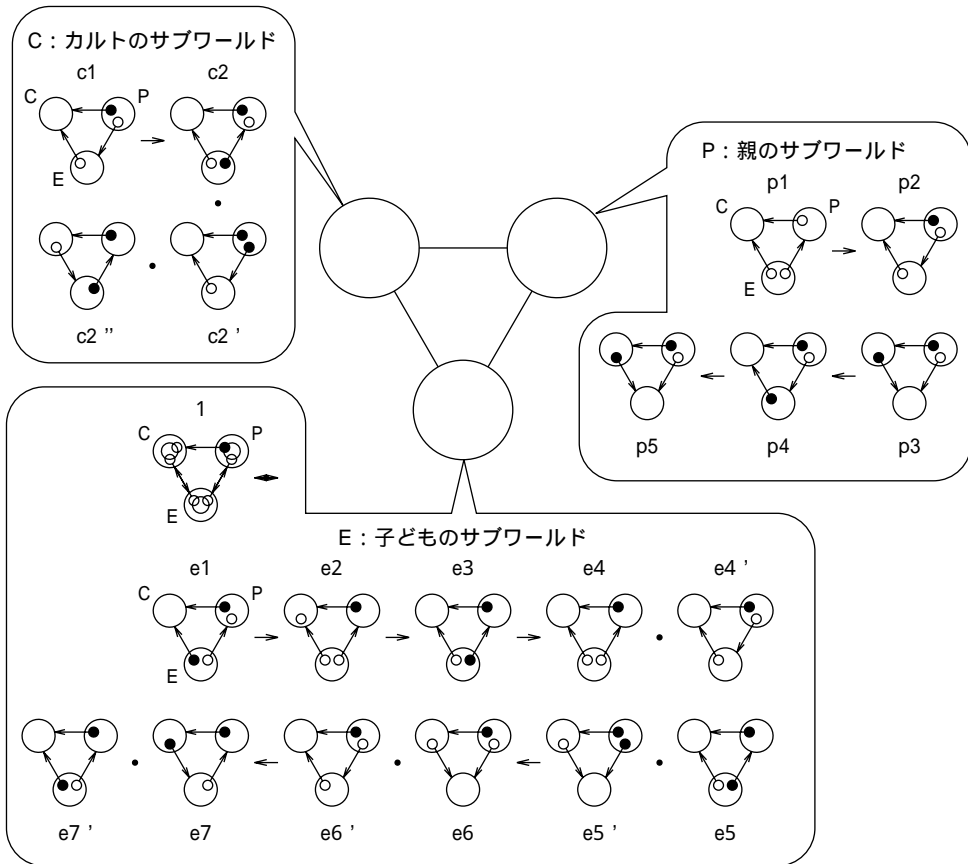 C：カルトのサブワールド
c1 c2
C P
E
c2 ’’ c2 ’
P：親のサブワールド
p1 p2
C P
E
p5 p4 p3
1
C P
E
E：子どものサブワールド
e1 e2 e3 e4 e4 ’
C P
E
e7 ’ e7 e6 ’ e6 e5 ’ e5